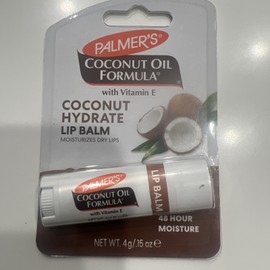 PALMER'S
COCONUT OIL
FORMULA®
with Vitamin E
COCONUT
HYDRATE
LIP BALM
MOISTURIZES DRY LIPS
PALMER'S
COCONUT OIL
FORMULA®
with Vitamin E
LIP BALM
48 HOUR
MOISTURE
NET WT. 4g/.15 oz